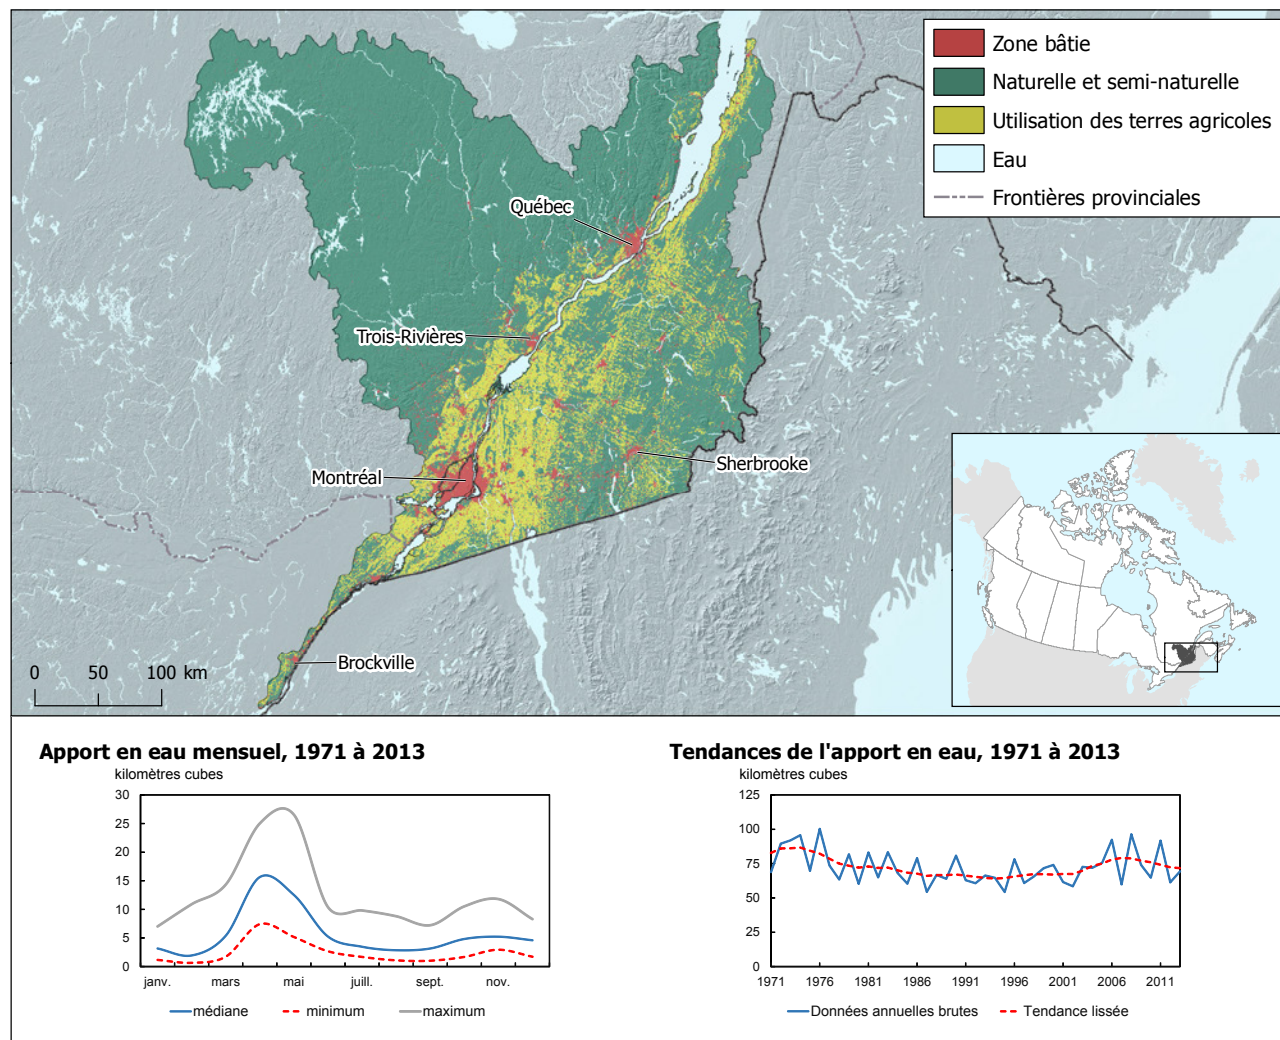 Zone bâtie
Naturelle et semi-naturelle
Utilisation des terres agricoles
Eau
Frontières provinciales
Québec
Trois-Rivières
Montréal
Sherbrooke
Brockville
0 50 100 km
Apport en eau mensuel, 1971 à 2013
kilomètres cubes
30
25
20
15
10
5
0
janv. mars mai juill. sept. nov.
médiane minimum maximum
Tendances de l'apport en eau, 1971 à 2013
kilomètres cubes
125
100
75
50
25
0
1971 1976 1981 1986 1991 1996 2001 2006 2011
Données annuelles brutes Tendance lissée